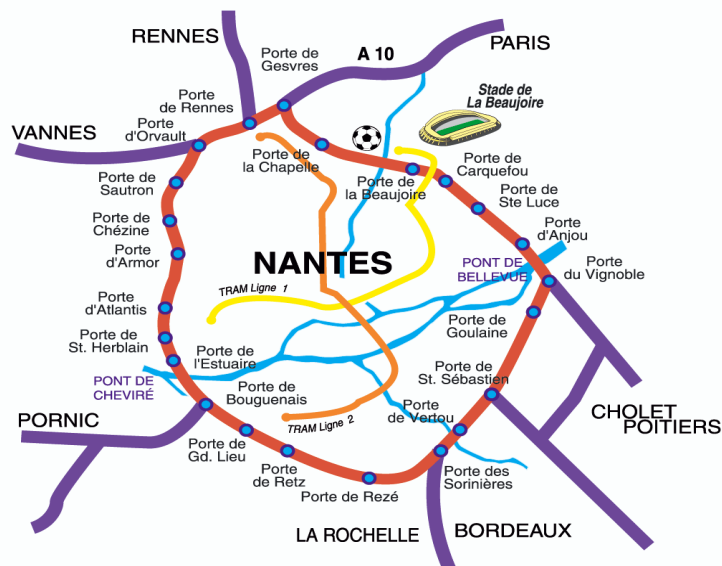 RENNES
Porte de
Gesvres
A 10
PARIS
Stade de
La Beaujoire
Porte
de Rennes
VANNES
Porte
d'Orvault
Porte de
la Chapelle
Porte de
la Beaujoire
Porte de
Carquefou
Porte de
Sautron
Porte de
Ste Luce
Porte de
Chézine
Porte
d'Anjou
Porte
d'Armor
NANTES
PONT DE
BELLEVUE
Porte
du Vignoble
TRAM Ligne 1
Porte
d'Atlantis
Porte de
Goulaine
Porte de
St. Herblain
Porte de
l'Estuaire
Porte de
St. Sébastien
PONT DE
CHEVIRÉ
Porte de
Bouguenais
Porte
de Vertou
CHOLET
POITIERS
PORNIC
TRAM Ligne 2
Porte de
Gd. Lieu
Porte
de Retz
Porte de Rezé
Porte des
Sorinières
LA ROCHELLE
BORDEAUX